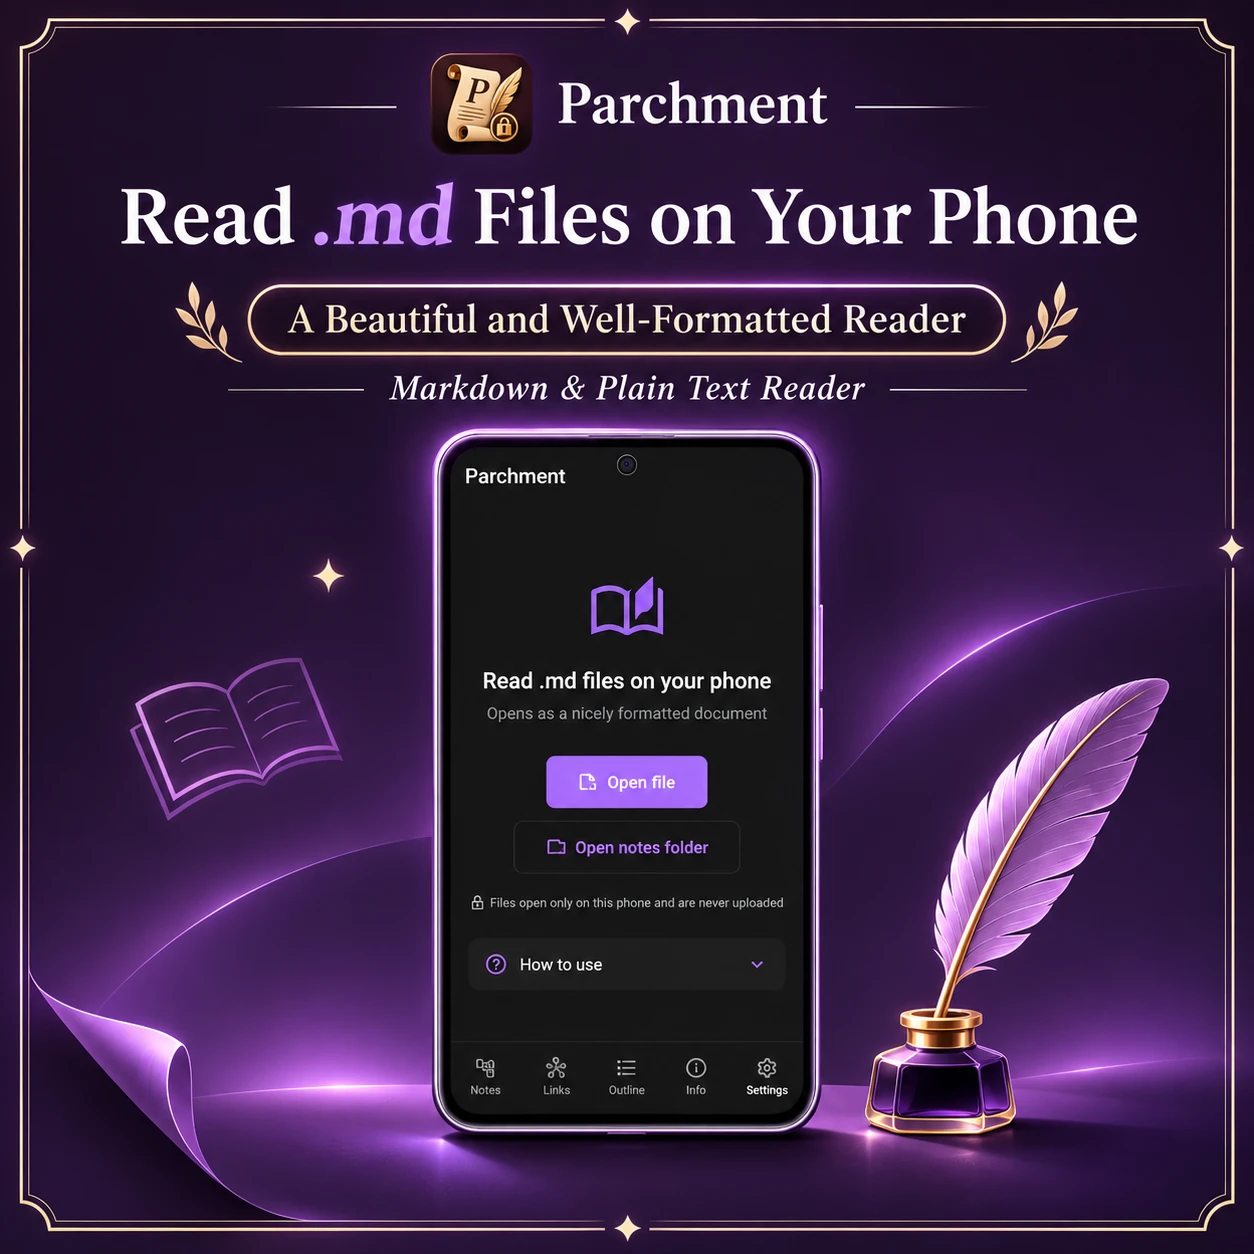 P
Parchment
Read .md Files on Your Phone
A Beautiful and Well-Formatted Reader
Markdown & Plain Text Reader
Parchment
Read .md files on your phone
Opens as a nicely formatted document
Open file
Open notes folder
Files open only on this phone and are never uploaded
? How to use
Notes Links Outline Info Settings